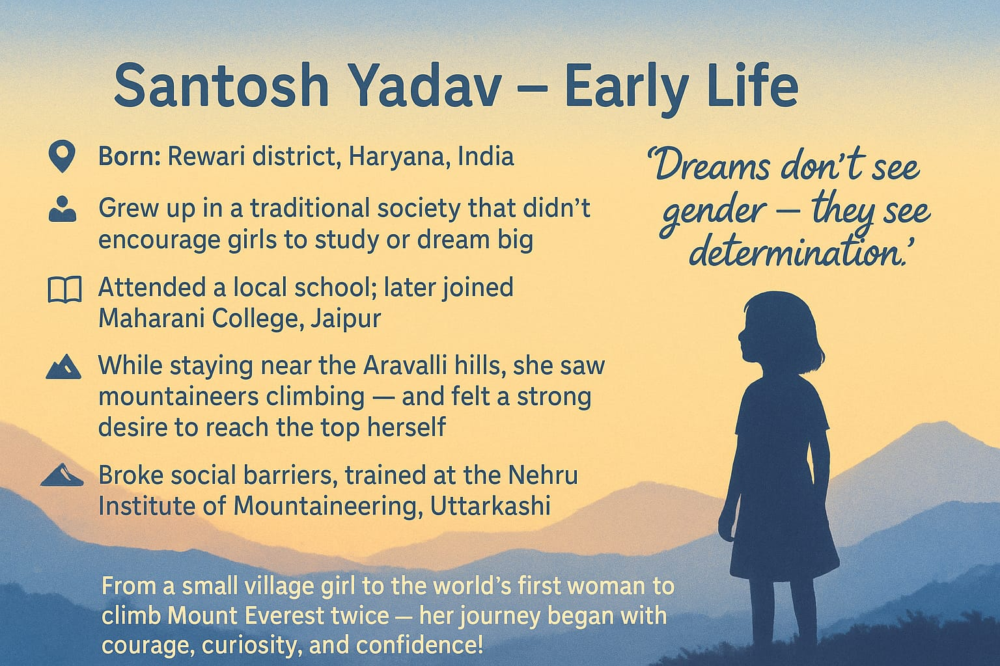 Santosh Yadav – Early Life
Born: Rewari district, Haryana, India
Grew up in a traditional society that didn’t
encourage girls to study or dream big
Attended a local school; later joined
Maharani College, Jaipur
While staying near the Aravalli hills, she saw
mountaineers climbing — and felt a strong
desire to reach the top herself
Broke social barriers, trained at the Nehru
Institute of Mountaineering, Uttarkashi
‘Dreams don’t see
gender – they see
determination.’
From a small village girl to the world’s first woman to
climb Mount Everest twice – her journey began with
courage, curiosity, and confidence!